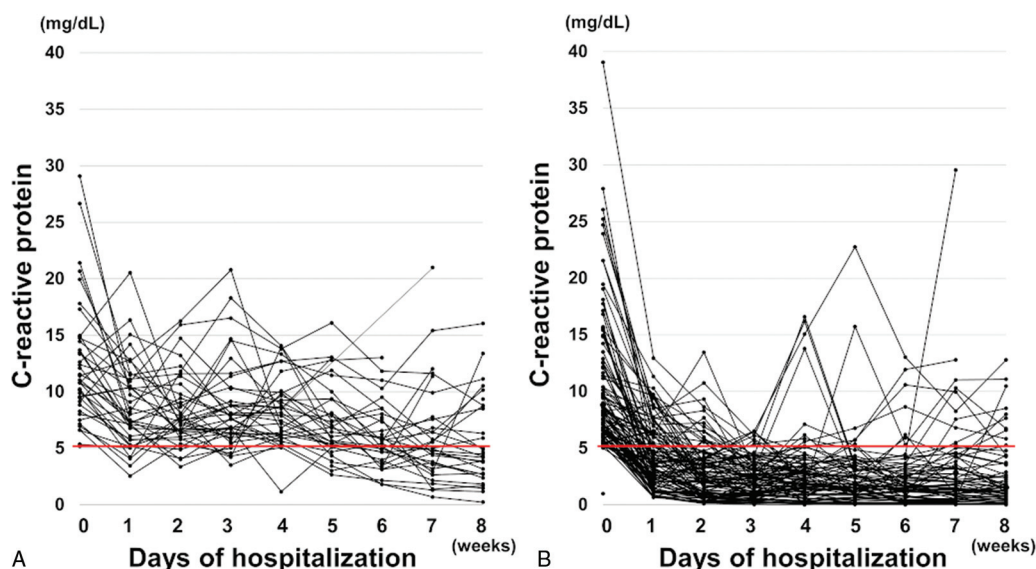 (mg/dL)
40
35
30
25
20
15
10
5
0
C-reactive protein
0 1 2 3 4 5 6 7 8
(weeks)
Days of hospitalization
A
(mg/dL)
40
35
30
25
20
15
10
5
0
C-reactive protein
0 1 2 3 4 5 6 7 8
(weeks)
Days of hospitalization
B